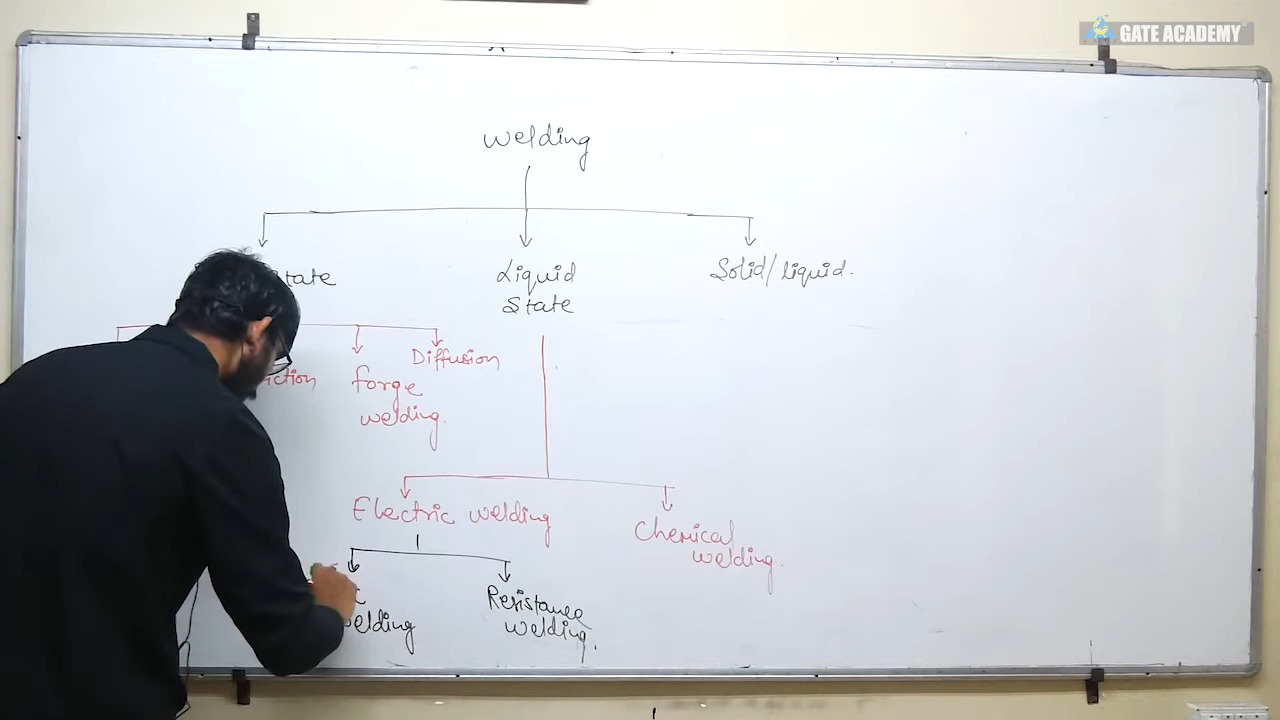 GATE ACADEMY
Welding
State
Liquid
State
Solid/liquid.
Diffusion
forge
welding.
Electric welding
Chemical
welding.
Resistance
welding.